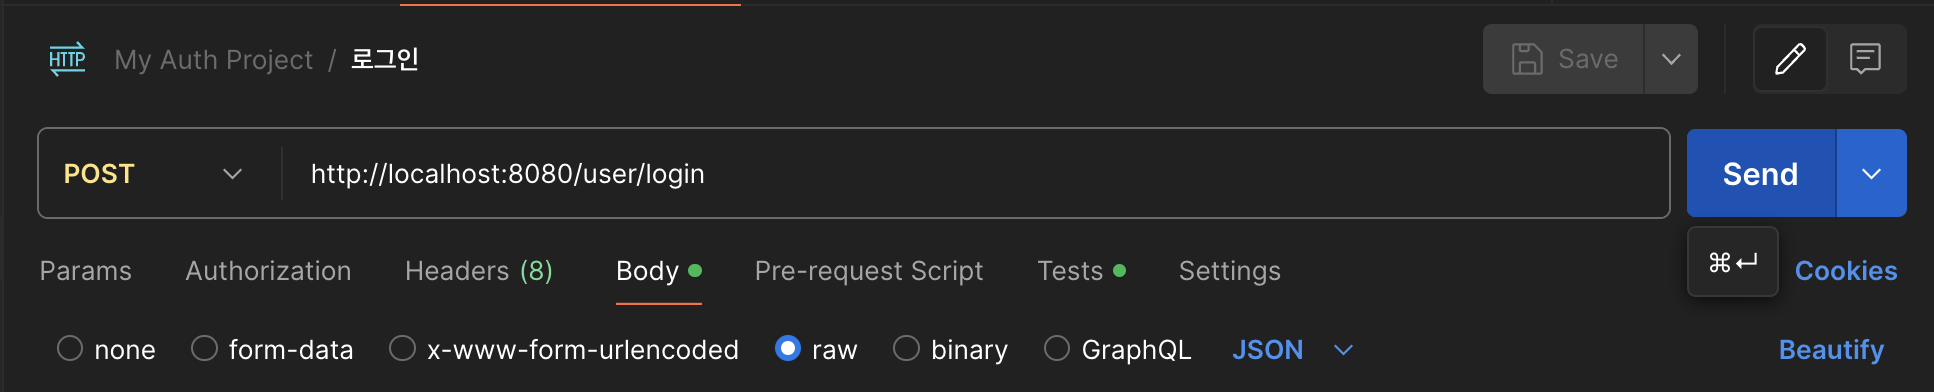 HTTP My Auth Project / 로그인 Save
POST http://localhost:8080/user/login Send
⌘↵
Params Authorization Headers (8) Body Pre-request Script Tests Settings Cookies
none form-data x-www-form-urlencoded raw binary GraphQL JSON Beautify